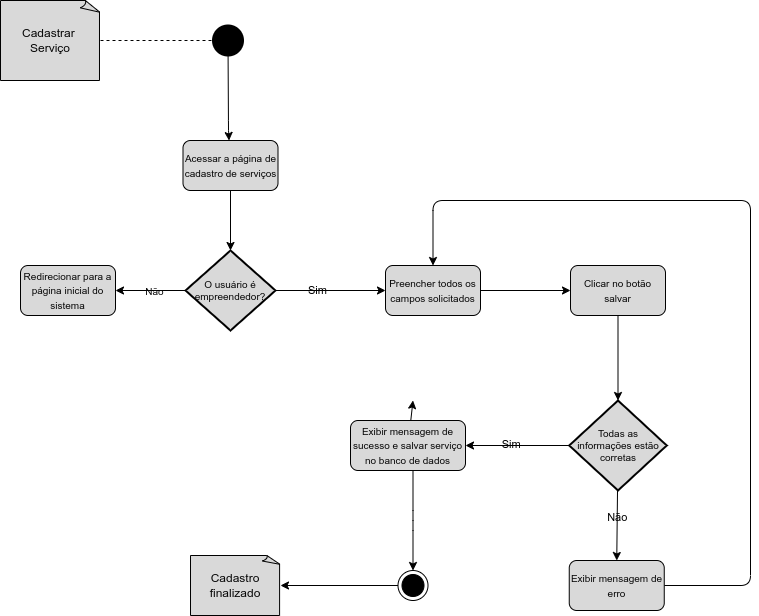 Cadastrar
Serviço
Acessar a página de
cadastro de serviços
O usuário é
empreendedor?
Não
Redirecionar para a
página inicial do
sistema
Sim
Preencher todos os
campos solicitados
Clicar no botão
salvar
Todas as
informações estão
corretas
Sim
Exibir mensagem de
sucesso e salvar serviço
no banco de dados
Não
Exibir mensagem de
erro
Cadastro
finalizado